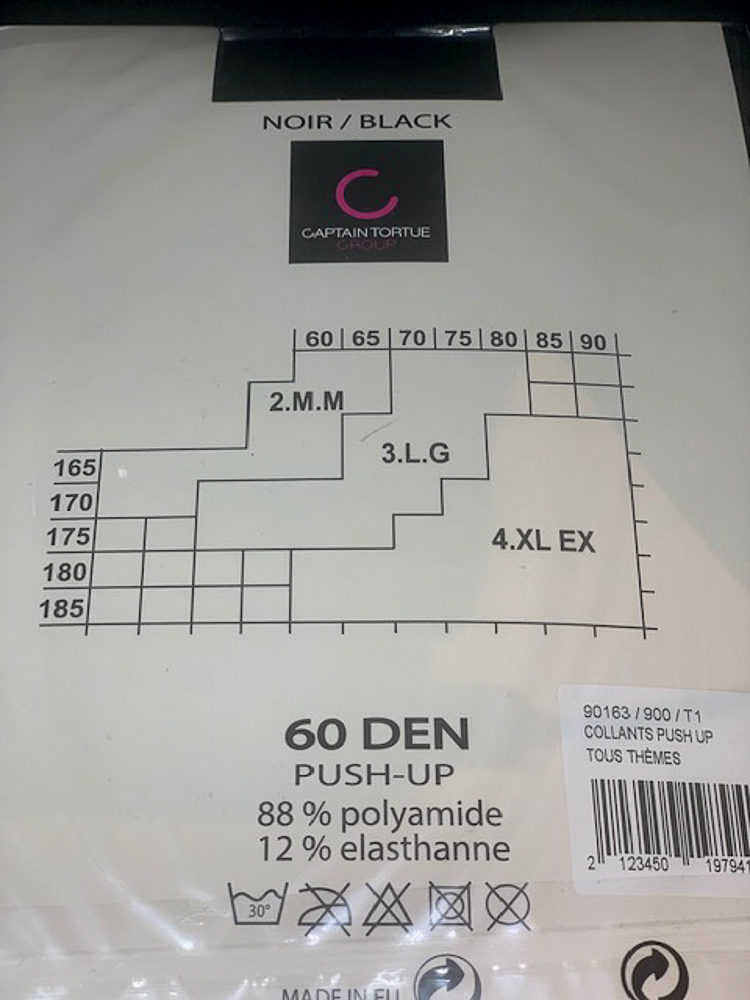 NOIR / BLACK
CAPTAIN TORTUE
GROUP
60 65 70 75 80 85 90
2.M.M
3.L.G
165
170
175
4.XL EX
180
185
60 DEN
PUSH-UP
88 % polyamide
12 % elasthanne
30°
90163 / 900 / T1
COLLANTS PUSH UP
TOUS THÈMES
2 123450 197941
MADE IN EU